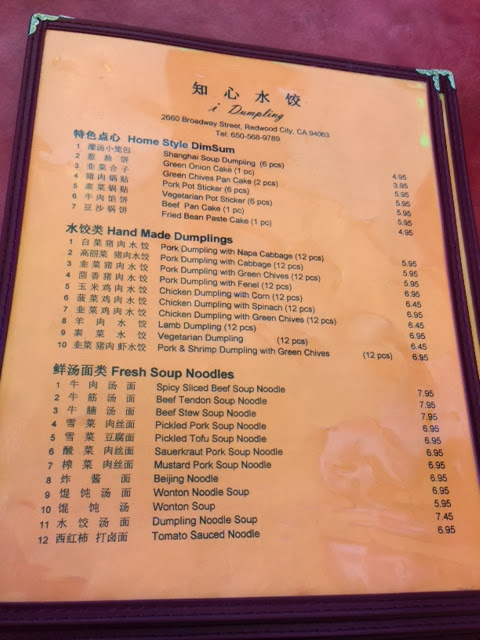 知心水饺
i Dumpling
2660 Broadway Street, Redwood City, CA 94063
Tel: 650-568-9789
特色点心 Home Style DimSum
1 灌汤小笼包 Shanghai Soup Dumpling (6 pcs) 4.95
2 葱油饼 Green Onion Cake (1 pc) 3.95
3 韭菜合子 Green Chives Pan Cake (2 pcs) 5.95
4 猪肉锅贴 Pork Pot Sticker (6 pcs) 5.95
5 素菜锅贴 Vegetarian Pot Sticker (6 pcs) 5.95
6 牛肉馅饼 Beef Pan Cake (1 pc) 5.95
7 豆沙锅饼 Fried Bean Paste Cake (1 pc) 4.95
水饺类 Hand Made Dumplings
1 白菜猪肉水饺 Pork Dumpling with Napa Cabbage (12 pcs) 5.95
2 高丽菜 猪肉水饺 Pork Dumpling with Cabbage (12 pcs) 5.95
3 韭菜猪肉水饺 Pork Dumpling with Green Chives (12 pcs) 5.95
4 茴香猪肉水饺 Pork Dumpling with Fenel (12 pcs)
5 玉米鸡肉水饺 Chicken Dumpling with Corn (12 pcs)
6 菠菜鸡肉水饺 Chicken Dumpling with Spinach (12 pcs)
7 韭菜鸡肉水饺 Chicken Dumpling with Green Chives (12 pcs)
8 羊肉水饺 Lamb Dumpling (12 pcs)
9 素菜水饺 Vegetarian Dumpling (12 pcs) 6.45
10 韭菜猪肉 虾水饺 Pork & Shrimp Dumpling with Green Chives (12 pcs) 6.95
鲜汤面类 Fresh Soup Noodles
1 牛肉汤面 Spicy Sliced Beef Soup Noodle 7.95
2 牛筋汤面 Beef Tendon Soup Noodle 7.95
3 牛腩汤面 Beef Stew Soup Noodle 7.95
4 雪菜肉丝面 Pickled Pork Soup Noodle 6.95
5 雪菜豆腐面 Pickled Tofu Soup Noodle 6.95
6 酸菜肉丝面 Sauerkraut Pork Soup Noodle 6.95
7 榨菜肉丝面 Mustard Pork Soup Noodle 6.95
8 炸酱面 Beijing Noodle 6.95
9 馄饨汤面 Wonton Noodle Soup 6.95
10 馄饨汤 Wonton Soup 5.95
11 水饺汤面 Dumpling Noodle Soup 7.45
12 西红柿 打卤面 Tomato Sauced Noodle 6.95